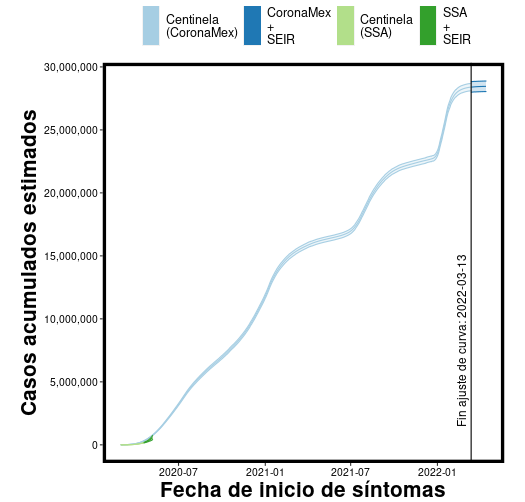 Centinela
(CoronaMex)
CoronaMex
+
SEIR
Centinela
(SSA)
SSA
+
SEIR
Casos acumulados estimados
30,000,000
25,000,000
20,000,000
15,000,000
10,000,000
5,000,000
0
Fin ajuste de curva: 2022-03-13
2020-07
2021-01
2021-07
2022-01
Fecha de inicio de síntomas